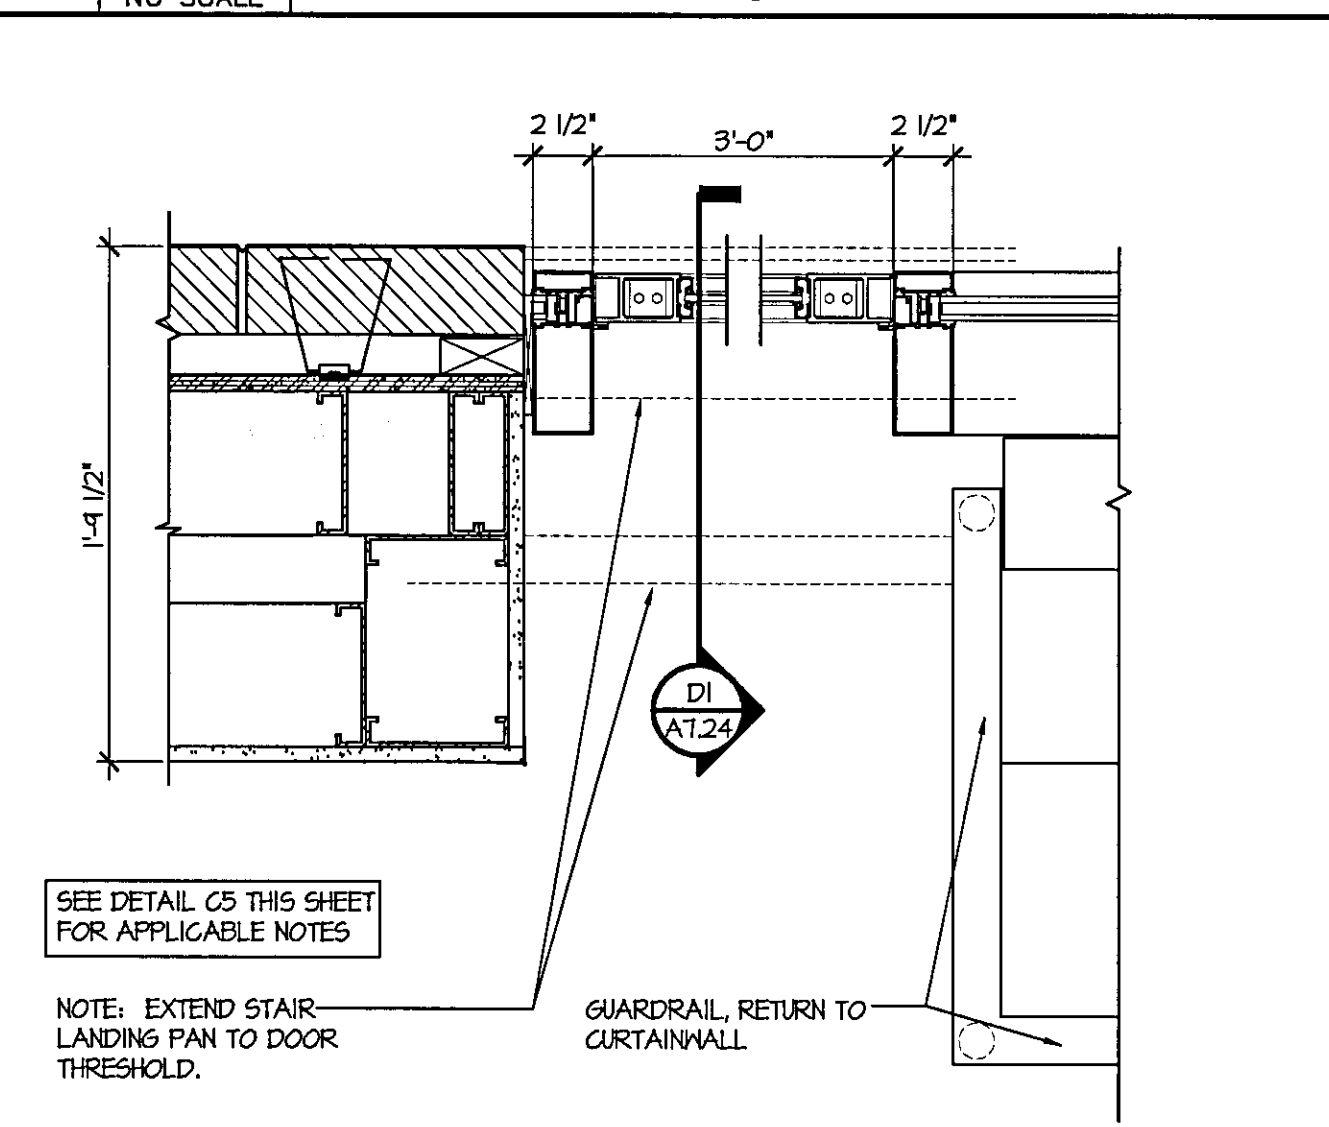 NO SCALE
2 1/2"
3'-0"
2 1/2"
1'-9 1/2"
D1
A7.24
SEE DETAIL C5 THIS SHEET
FOR APPLICABLE NOTES
NOTE: EXTEND STAIR
LANDING PAN TO DOOR
THRESHOLD.
GUARDRAIL, RETURN TO
CURTAINWALL